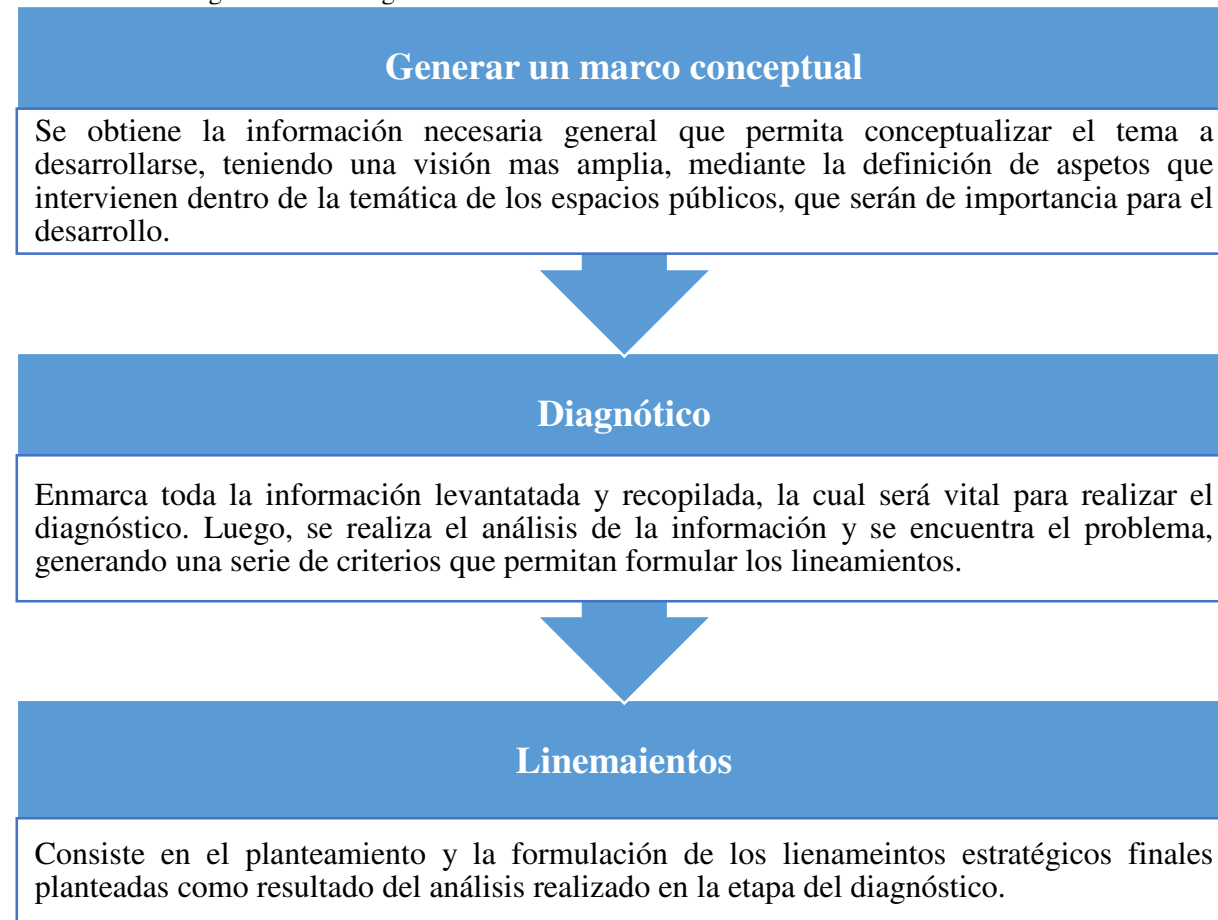 Generar un marco conceptual
Se obtiene la información necesaria general que permita conceptualizar el tema a
desarrollarse, teniendo una visión mas amplia, mediante la definición de aspetos que
intervienen dentro de la temática de los espacios públicos, que serán de importancia para el
desarrollo.
Diagnótico
Enmarca toda la información levantatada y recopilada, la cual será vital para realizar el
diagnóstico. Luego, se realiza el análisis de la información y se encuentra el problema,
generando una serie de criterios que permitan formular los lineamientos.
Linemaientos
Consiste en el planteamiento y la formulación de los lienameintos estratégicos finales
planteadas como resultado del análisis realizado en la etapa del diagnóstico.